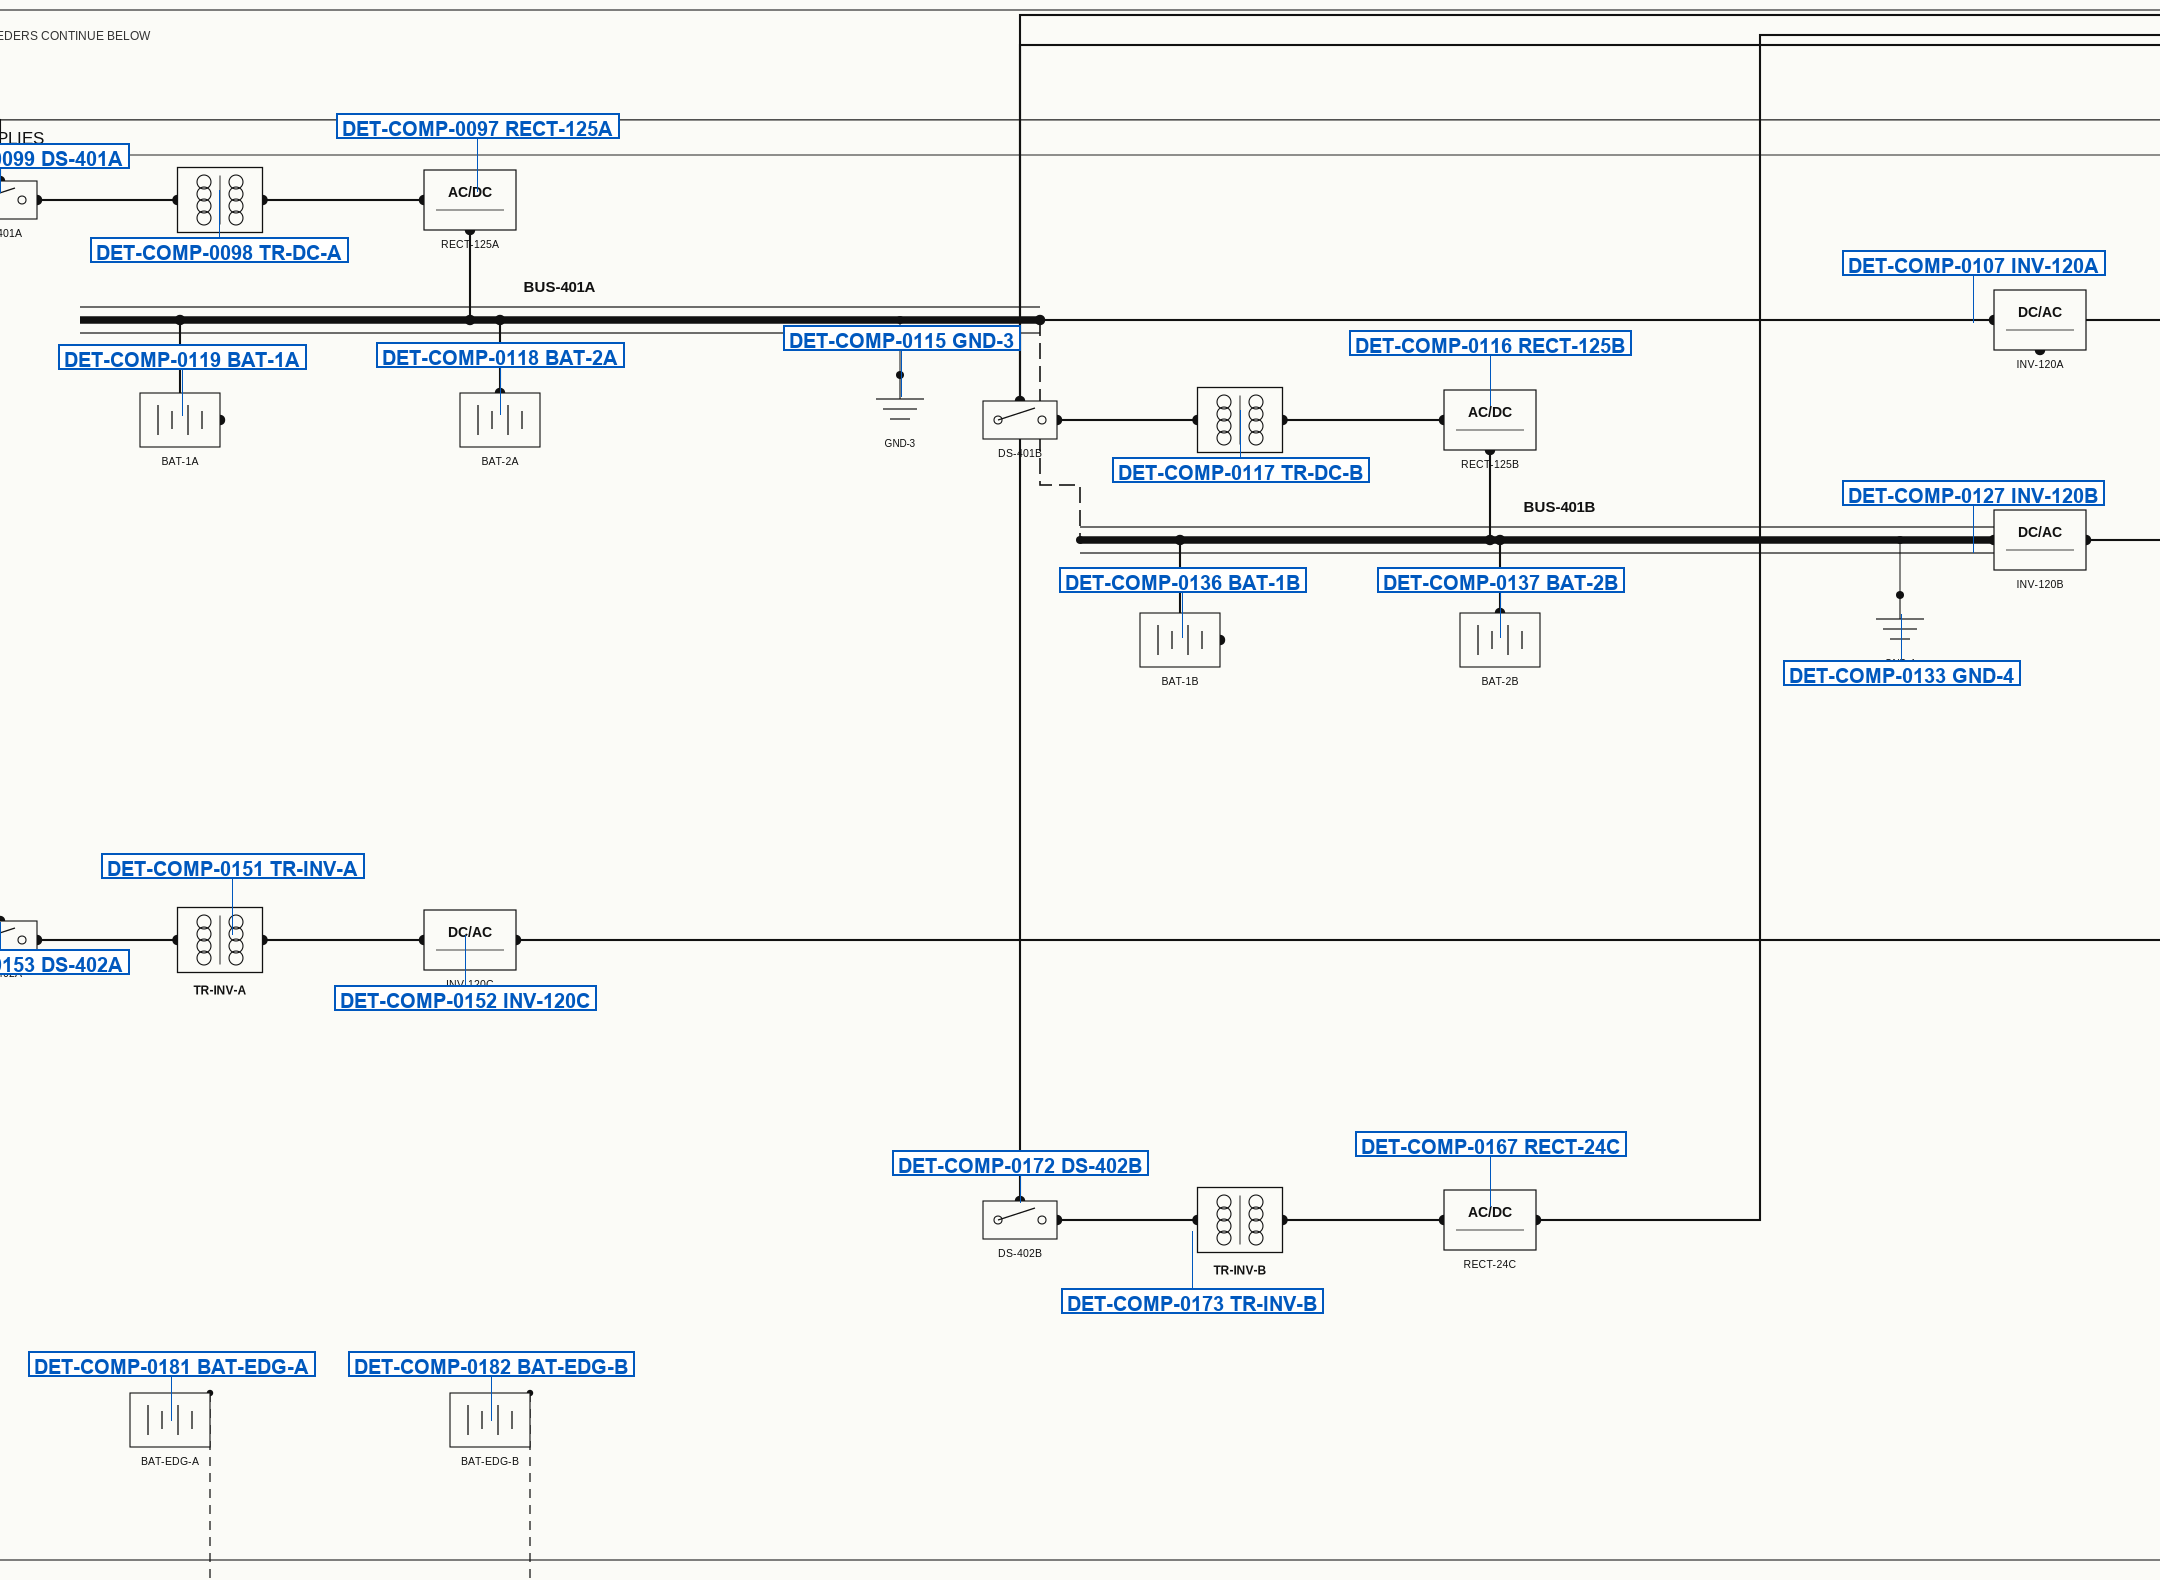 EDERS CONTINUE BELOW
DET-COMP-0097 RECT-125A
PLIES
0099 DS-401A
AC/DC
401A
DET-COMP-0098 TR-DC-A
RECT-125A
BUS-401A
DET-COMP-0107 INV-120A
DC/AC
INV-120A
DET-COMP-0119 BAT-1A
DET-COMP-0118 BAT-2A
DET-COMP-0115 GND-3
DET-COMP-0116 RECT-125B
AC/DC
BAT-1A
BAT-2A
GND-3
DS-401B
DET-COMP-0117 TR-DC-B
RECT-125B
BUS-401B
DET-COMP-0127 INV-120B
DC/AC
INV-120B
DET-COMP-0136 BAT-1B
DET-COMP-0137 BAT-2B
BAT-1B
BAT-2B
DET-COMP-0133 GND-4
DET-COMP-0151 TR-INV-A
DC/AC
0153 DS-402A
TR-INV-A
INV-120C
DET-COMP-0152 INV-120C
DET-COMP-0172 DS-402B
DET-COMP-0167 RECT-24C
AC/DC
DS-402B
TR-INV-B
RECT-24C
DET-COMP-0173 TR-INV-B
DET-COMP-0181 BAT-EDG-A
DET-COMP-0182 BAT-EDG-B
BAT-EDG-A
BAT-EDG-B